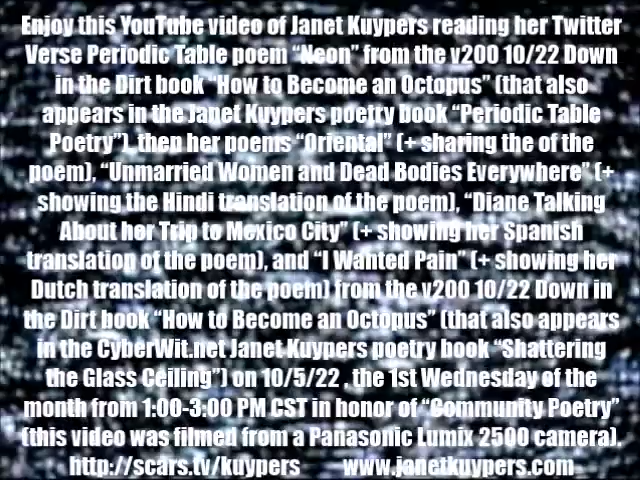 Enjoy this YouTube video of Janet Kuypers reading her Twitter
Verse Periodic Table poem “Neon” from the v200 10/22 Down
in the Dirt book “How to Become an Octopus” (that also
appears in the Janet Kuypers poetry book “Periodic Table
Poetry”), then her poems “Oriental” (+ sharing the of the
poem), “Unmarried Women and Dead Bodies Everywhere” (+
showing the Hindi translation of the poem), “Diane Talking
About her Trip to Mexico City” (+ showing her Spanish
translation of the poem), and “I Wanted Pain” (+ showing her
Dutch translation of the poem) from the v200 10/22 Down in
the Dirt book “How to Become an Octopus” (that also appears
in the CyberWit.net Janet Kuypers poetry book “Shattering
the Glass Ceiling”) on 10/5/22 , the 1st Wednesday of the
month from 1:00-3:00 PM CST in honor of “Community Poetry”
(this video was filmed from a Panasonic Lumix 2500 camera).
http://scars.tv/kuypers www.janetkuypers.com